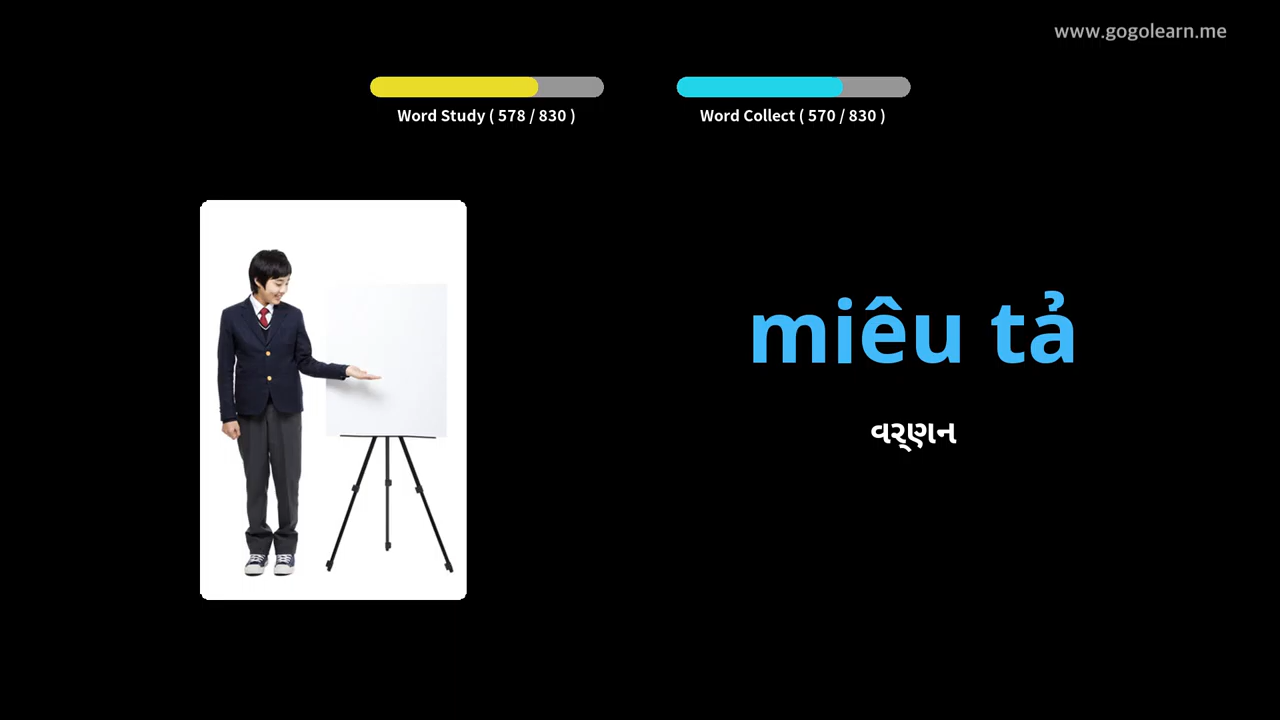 www.gogolearn.me
Word Study ( 578 / 830 )
Word Collect ( 570 / 830 )
miêu tả
વર્ણન